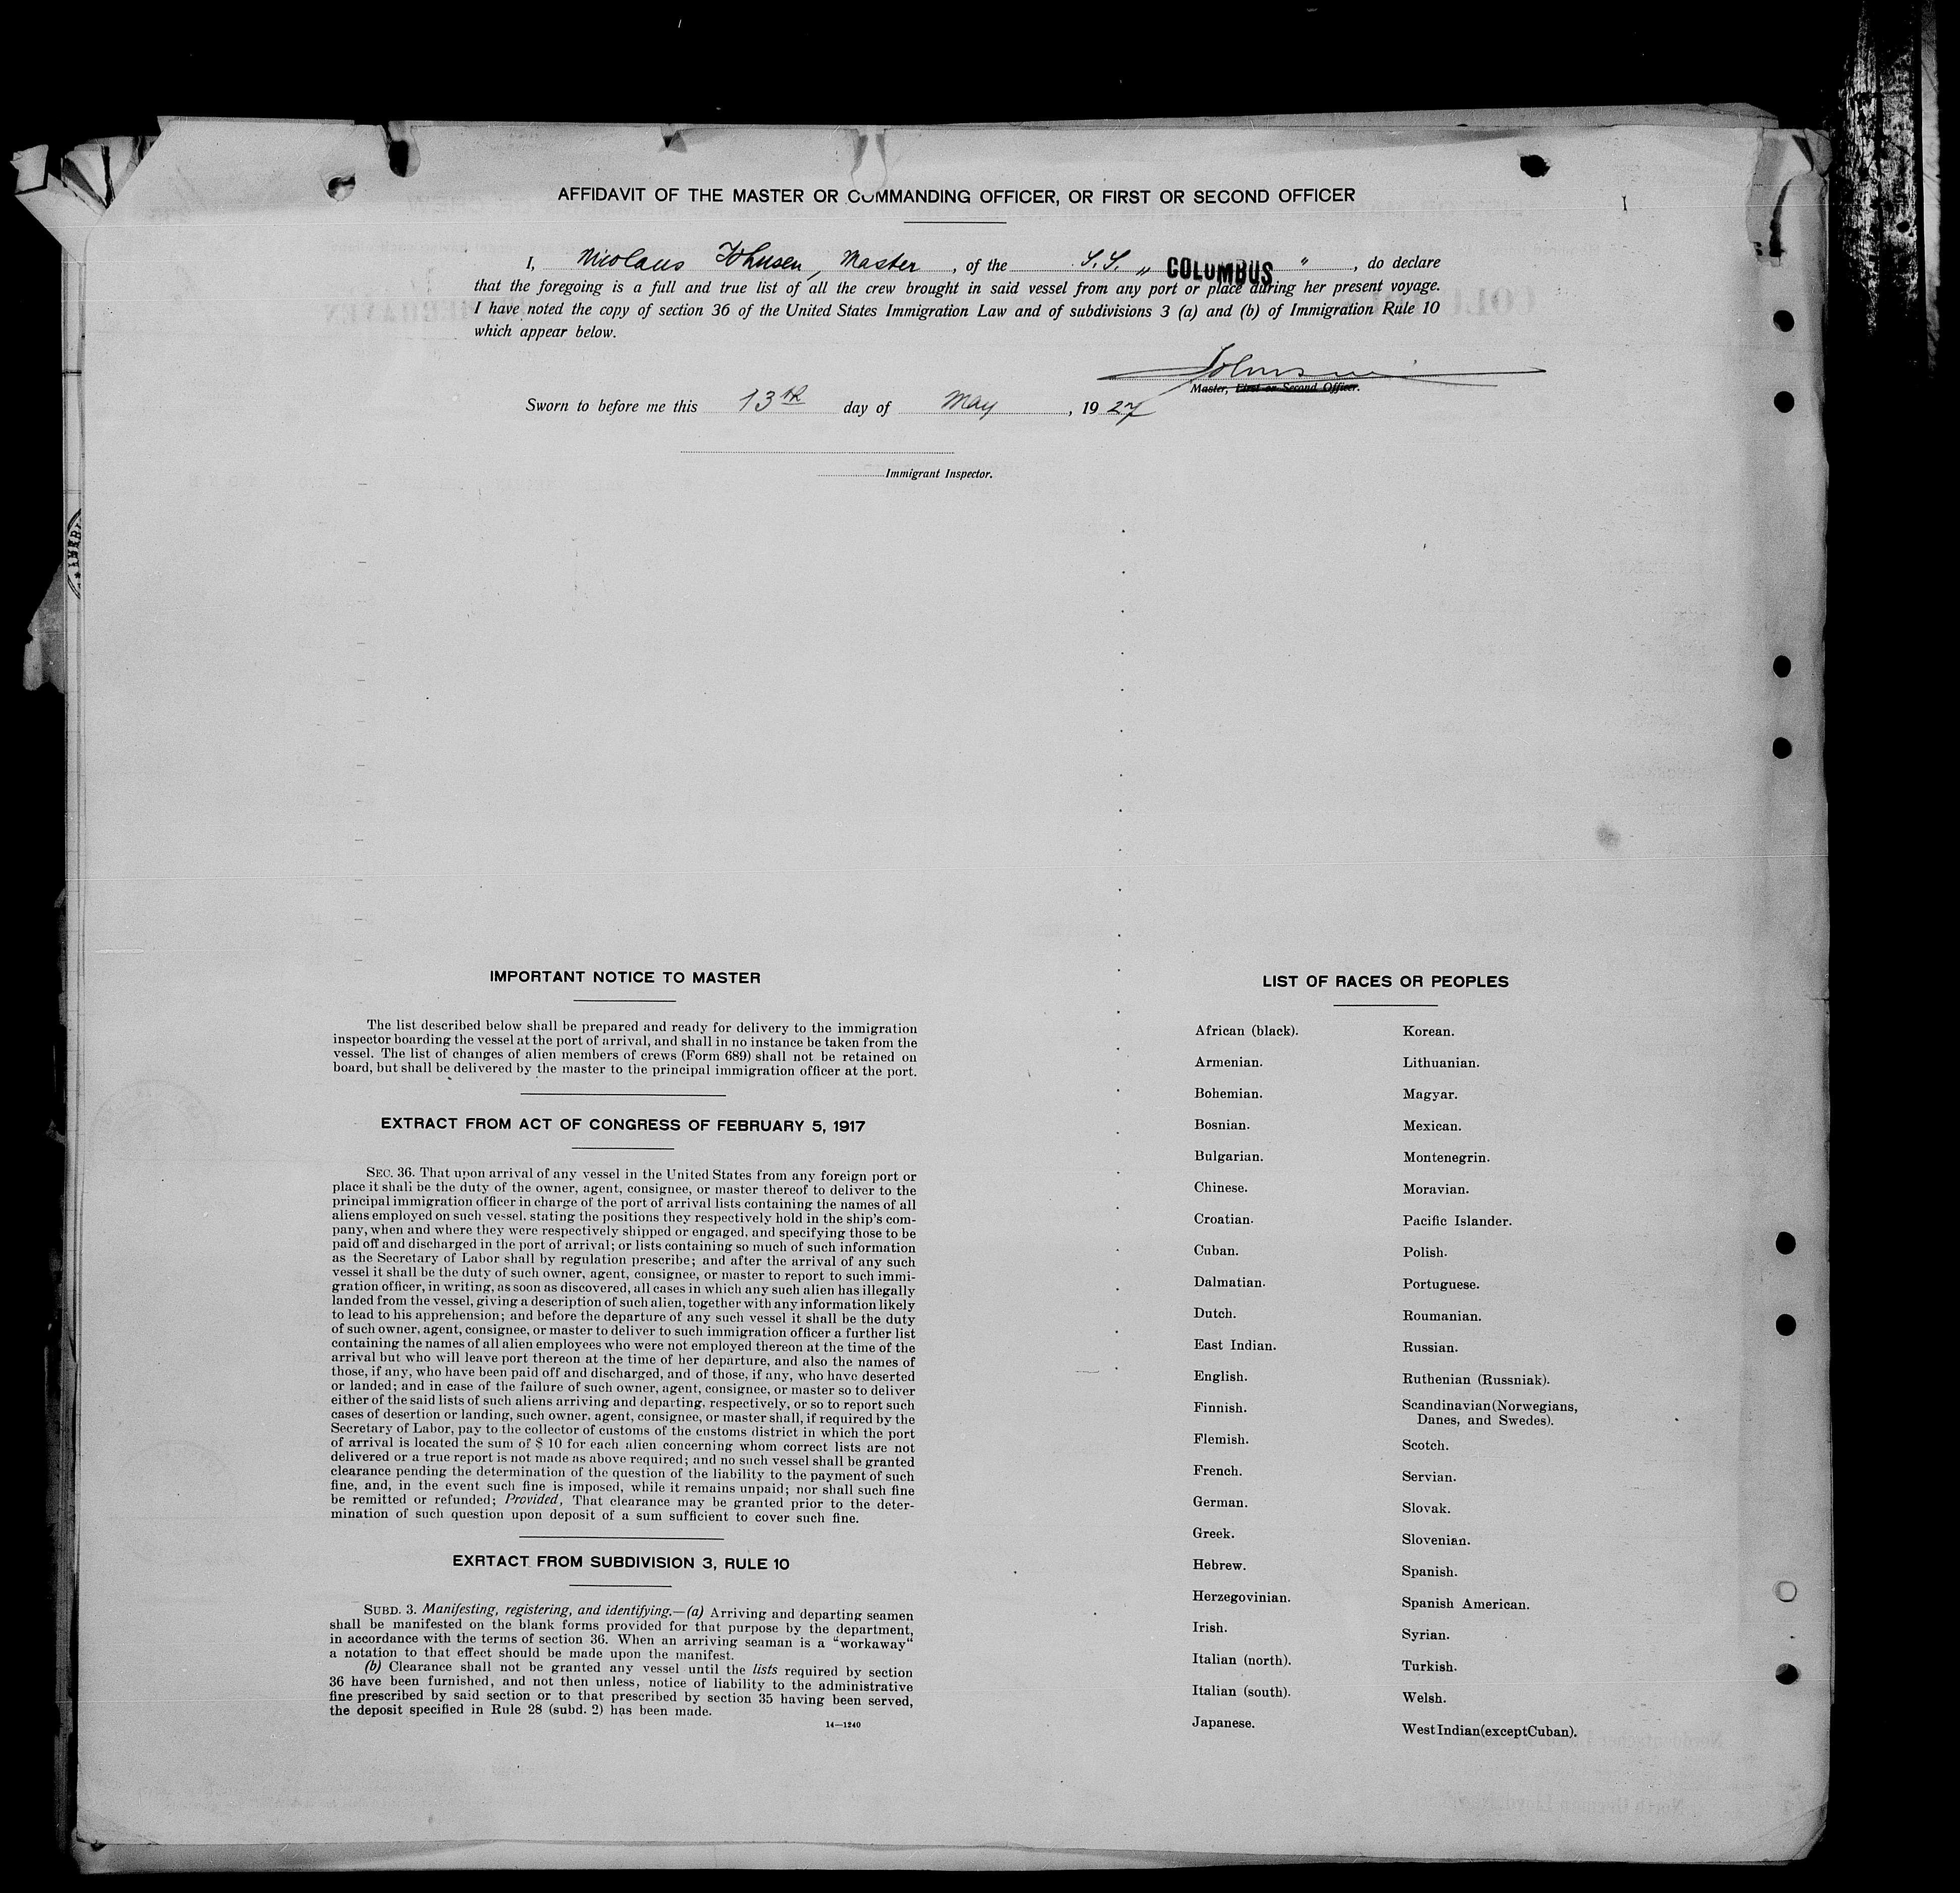 AFFIDAVIT OF THE MASTER OR COMMANDING OFFICER, OR FIRST OR SECOND OFFICER
I, Nicolaus Johnsen, Master, of the S.S. „ COLUMBUS ", do declare
that the foregoing is a full and true list of all the crew brought in said vessel from any port or place during her present voyage.
I have noted the copy of section 36 of the United States Immigration Law and of subdivisions 3 (a) and (b) of Immigration Rule 10
which appear below.
Johnsen
Master, First or Second Officer.
Sworn to before me this 13th day of May, 1927
Immigrant Inspector.
IMPORTANT NOTICE TO MASTER
The list described below shall be prepared and ready for delivery to the immigration
inspector boarding the vessel at the port of arrival, and shall in no instance be taken from the
vessel. The list of changes of alien members of crews (Form 689) shall not be retained on
board, but shall be delivered by the master to the principal immigration officer at the port.
EXTRACT FROM ACT OF CONGRESS OF FEBRUARY 5, 1917
SEC. 36. That upon arrival of any vessel in the United States from any foreign port or
place it shall be the duty of the owner, agent, consignee, or master thereof to deliver to the
principal immigration officer in charge of the port of arrival lists containing the names of all
aliens employed on such vessel. stating the positions they respectively hold in the ship's com-
pany, when and where they were respectively shipped or engaged, and specifying those to be
paid off and discharged in the port of arrival; or lists containing so much of such information
as the Secretary of Labor shall by regulation prescribe; and after the arrival of any such
vessel it shall be the duty of such owner, agent, consignee, or master to report to such immi-
gration officer, in writing, as soon as discovered, all cases in which any such alien has illegally
landed from the vessel, giving a description of such alien, together with any information likely
to lead to his apprehension; and before the departure of any such vessel it shall be the duty
of such owner, agent, consignee, or master to deliver to such immigration officer a further list
containing the names of all alien employees who were not employed thereon at the time of the
arrival but who will leave port thereon at the time of her departure, and also the names of
those, if any, who have been paid off and discharged, and of those, if any, who have deserted
or landed; and in case of the failure of such owner, agent, consignee, or master so to deliver
either of the said lists of such aliens arriving and departing, respectively, or so to report such
cases of desertion or landing, such owner, agent, consignee, or master shall, if required by the
Secretary of Labor, pay to the collector of customs of the customs district in which the port
of arrival is located the sum of $ 10 for each alien concerning whom correct lists are not
delivered or a true report is not made as above required; and no such vessel shall be granted
clearance pending the determination of the question of the liability to the payment of such
fine, and, in the event such fine is imposed, while it remains unpaid; nor shall such fine
be remitted or refunded; Provided, That clearance may be granted prior to the deter-
mination of such question upon deposit of a sum sufficient to cover such fine.
EXRTACT FROM SUBDIVISION 3, RULE 10
SUBD. 3. Manifesting, registering, and identifying.—(a) Arriving and departing seamen
shall be manifested on the blank forms provided for that purpose by the department,
in accordance with the terms of section 36. When an arriving seaman is a “workaway“
a notation to that effect should be made upon the manifest.
(b) Clearance shall not be granted any vessel until the lists required by section
36 have been furnished, and not then unless, notice of liability to the administrative
fine prescribed by said section or to that prescribed by section 35 having been served,
the deposit specified in Rule 28 (subd. 2) has been made.
14—1240
LIST OF RACES OR PEOPLES
African (black).
Armenian.
Bohemian.
Bosnian.
Bulgarian.
Chinese.
Croatian.
Cuban.
Dalmatian.
Dutch.
East Indian.
English.
Finnish.
Flemish.
French.
German.
Greek.
Hebrew.
Herzegovinian.
Irish.
Italian (north).
Italian (south).
Japanese.
Korean.
Lithuanian.
Magyar.
Mexican.
Montenegrin.
Moravian.
Pacific Islander.
Polish.
Portuguese.
Roumanian.
Russian.
Ruthenian (Russniak).
Scandinavian (Norwegians,
Danes, and Swedes).
Scotch.
Servian.
Slovak.
Slovenian.
Spanish.
Spanish American.
Syrian.
Turkish.
Welsh.
West Indian (except Cuban).